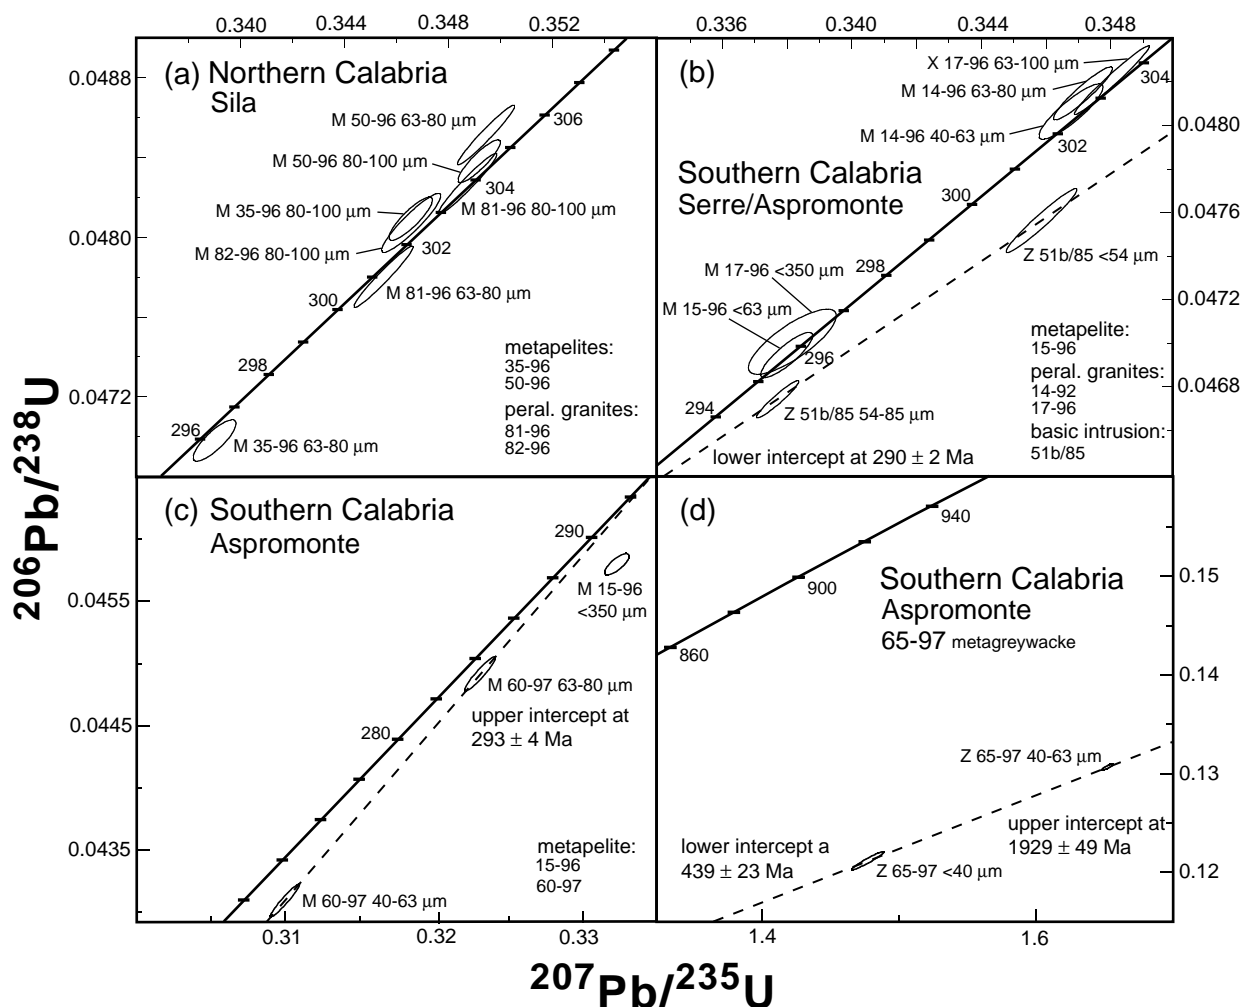 0.340 0.344 0.348 0.352
0.336 0.340 0.344 0.348
(a) Northern Calabria
Sila
0.0488
0.0480
0.0472
M 50-96 63-80 µm
M 50-96 80-100 µm
M 35-96 80-100 µm
M 82-96 80-100 µm
M 81-96 80-100 µm
M 81-96 63-80 µm
M 35-96 63-80 µm
306
304
302
300
298
296
metapelites:
35-96
50-96
peral. granites:
81-96
82-96
(b)
X 17-96 63-100 µm
M 14-96 63-80 µm
M 14-96 40-63 µm
304
302
300
298
296
294
Southern Calabria
Serre/Aspromonte
Z 51b/85 <54 µm
M 17-96 <350 µm
M 15-96 <63 µm
Z 51b/85 54-85 µm
lower intercept at 290 ± 2 Ma
metapelite:
15-96
peral. granites:
14-92
17-96
basic intrusion:
51b/85
0.0480
0.0476
0.0472
0.0468
206Pb/238U
(c) Southern Calabria
Aspromonte
0.0455
0.0445
0.0435
290
280
M 15-96
<350 µm
M 60-97 63-80 µm
upper intercept at
293 ± 4 Ma
M 60-97 40-63 µm
metapelite:
15-96
60-97
0.31 0.32 0.33
(d)
940
900
860
Southern Calabria
Aspromonte
65-97 metagreywacke
Z 65-97 40-63 µm
Z 65-97 <40 µm
lower intercept a
439 ± 23 Ma
upper intercept at
1929 ± 49 Ma
0.15
0.14
0.13
0.12
1.4 1.6
207Pb/235U